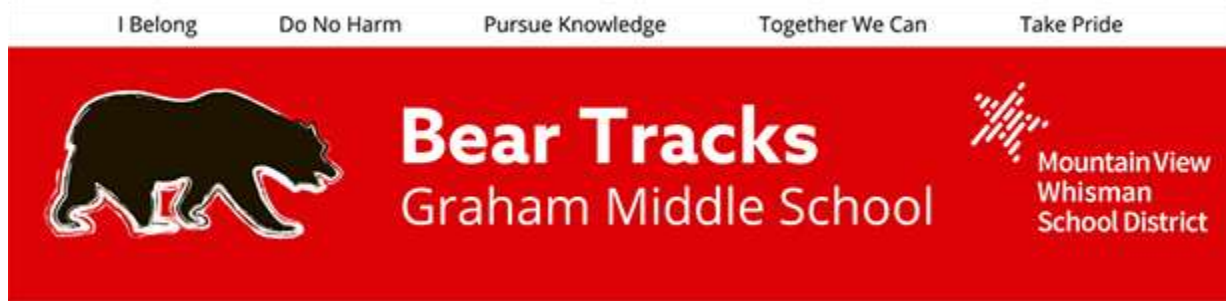 I Belong Do No Harm Pursue Knowledge Together We Can Take Pride
Bear Tracks
Graham Middle School
Mountain View
Whisman
School District